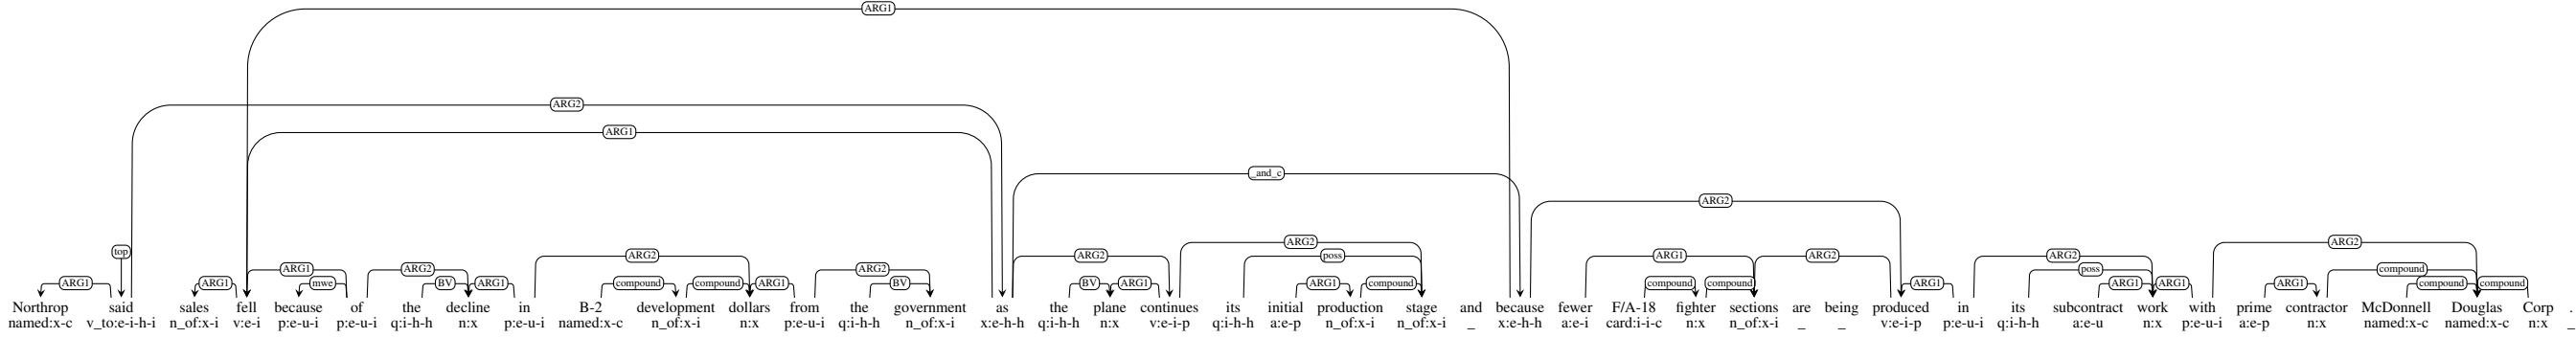 ARG1
ARG2
ARG1
_and_c
ARG2
top ARG2 ARG2 ARG2 ARG2 ARG2
ARG1 ARG2 ARG2 poss ARG1 ARG2 poss compound
ARG1 ARG1 mwe BV ARG1 compound compound ARG1 BV BV ARG1 ARG1 compound compound compound ARG1 ARG1 ARG1 ARG1 compound compound
Northrop said sales fell because of the decline in B-2 development dollars from the government as the plane continues its initial production stage and because fewer F/A-18 fighter sections are being produced in its subcontract work with prime contractor McDonnell Douglas Corp .
named:x-c v_to:e-i-h-i n_of:x-i v:e-i p:e-u-i p:e-u-i q:i-h-h n:x p:e-u-i named:x-c n_of:x-i n:x p:e-u-i q:i-h-h n_of:x-i x:e-h-h q:i-h-h n:x v:e-i-p q:i-h-h a:e-p n_of:x-i n_of:x-i _ x:e-h-h a:e-i card:i-i-c n:x n_of:x-i _ _ v:e-i-p p:e-u-i q:i-h-h a:e-u n:x p:e-u-i a:e-p n:x named:x-c named:x-c n:x _